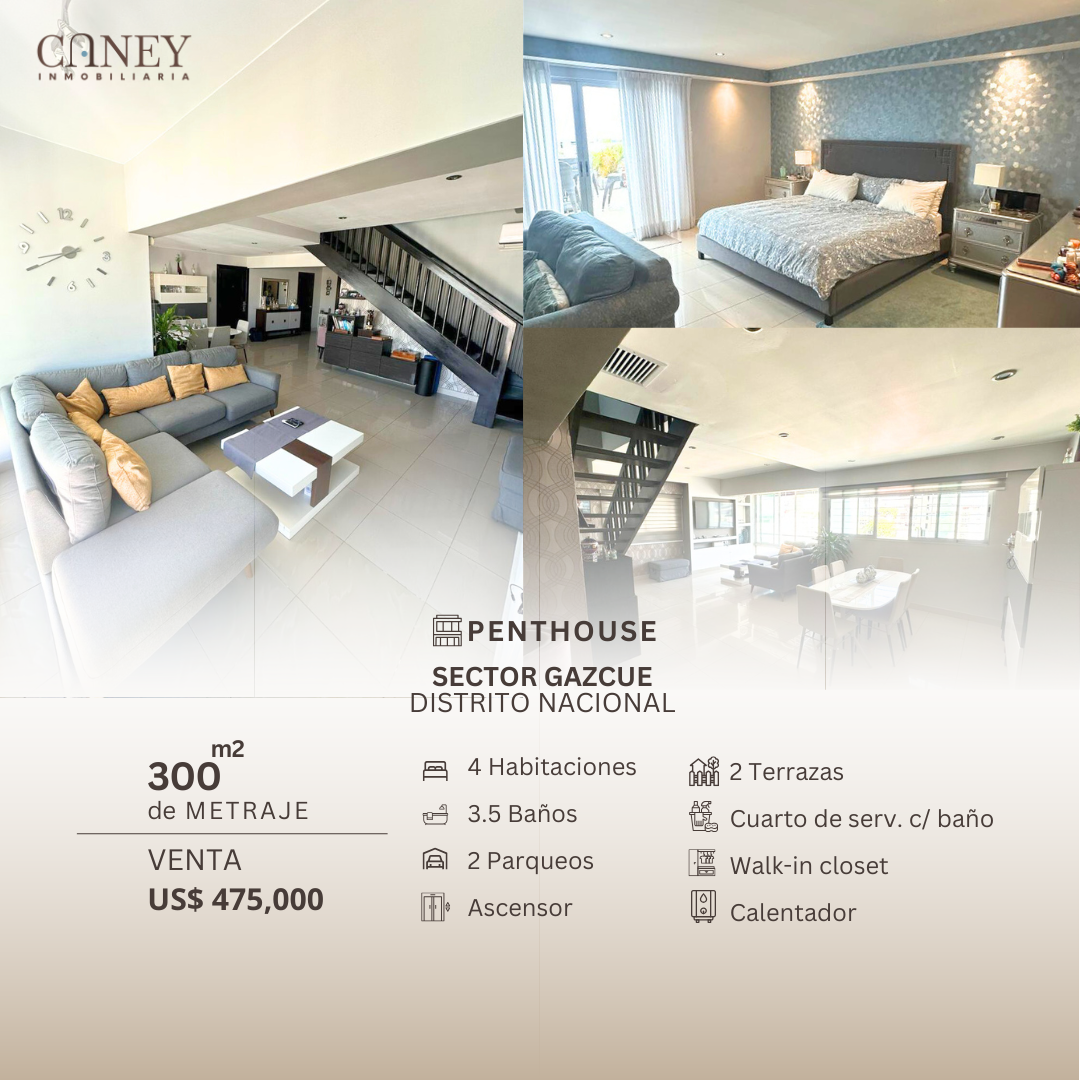 CANEY
INMOBILIARIA
12
PENTHOUSE
SECTOR GAZCUE
DISTRITO NACIONAL
300 m2
de METRAJE
VENTA
US$ 475,000
4 Habitaciones
3.5 Baños
2 Parqueos
Ascensor
2 Terrazas
Cuarto de serv. c/ baño
Walk-in closet
Calentador